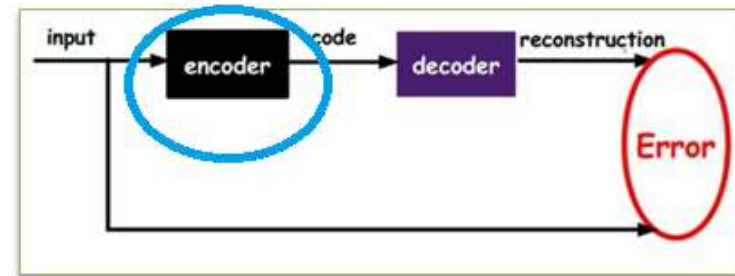 input
encoder
code
decoder
reconstruction
Error